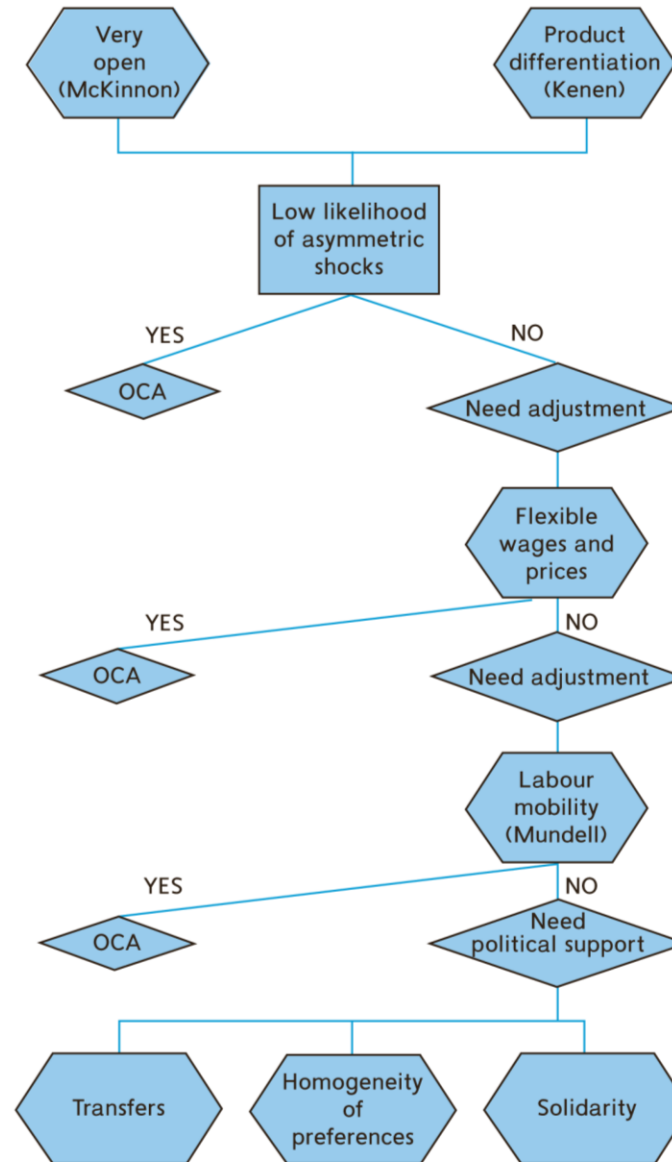 Very
open
(McKinnon)
Product
differentiation
(Kenen)
Low likelihood
of asymmetric
shocks
YES
NO
OCA
Need adjustment
Flexible
wages and
prices
YES
NO
OCA
Need adjustment
Labour
mobility
(Mundell)
YES
NO
OCA
Need
political support
Transfers
Homogeneity
of
preferences
Solidarity